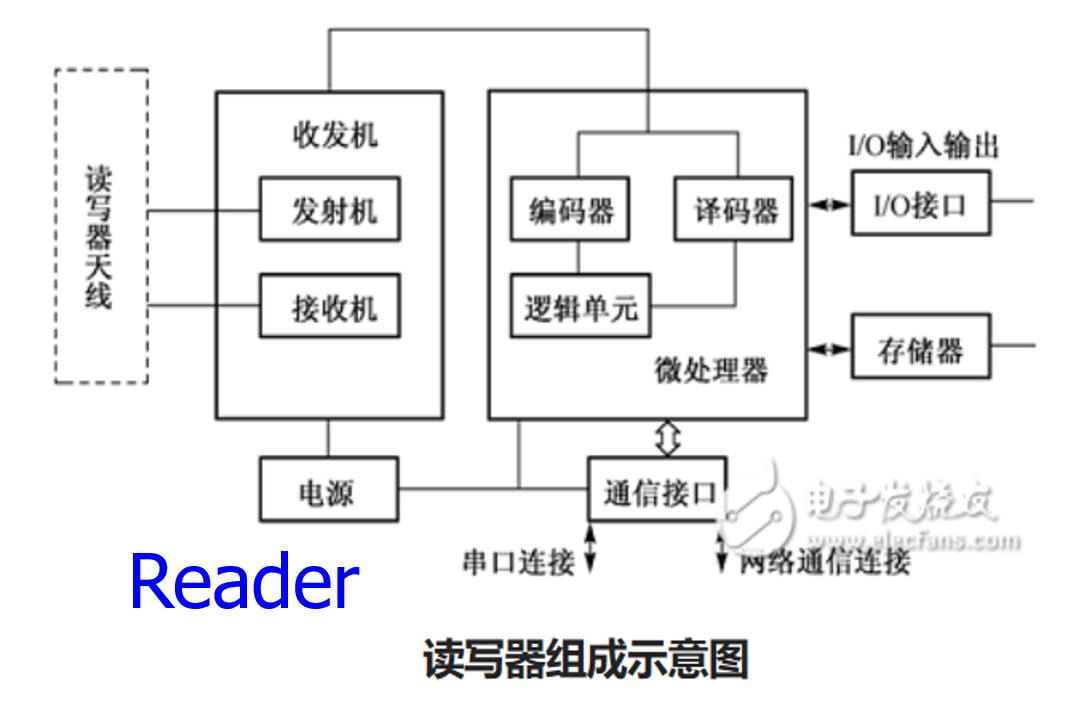 读写器天线
收发机
发射机
接收机
编码器
译码器
逻辑单元
微处理器
I/O输入输出
I/O接口
存储器
电源
通信接口
串口连接
网络通信连接
电子发烧友
www.elecfans.com
Reader
读写器组成示意图